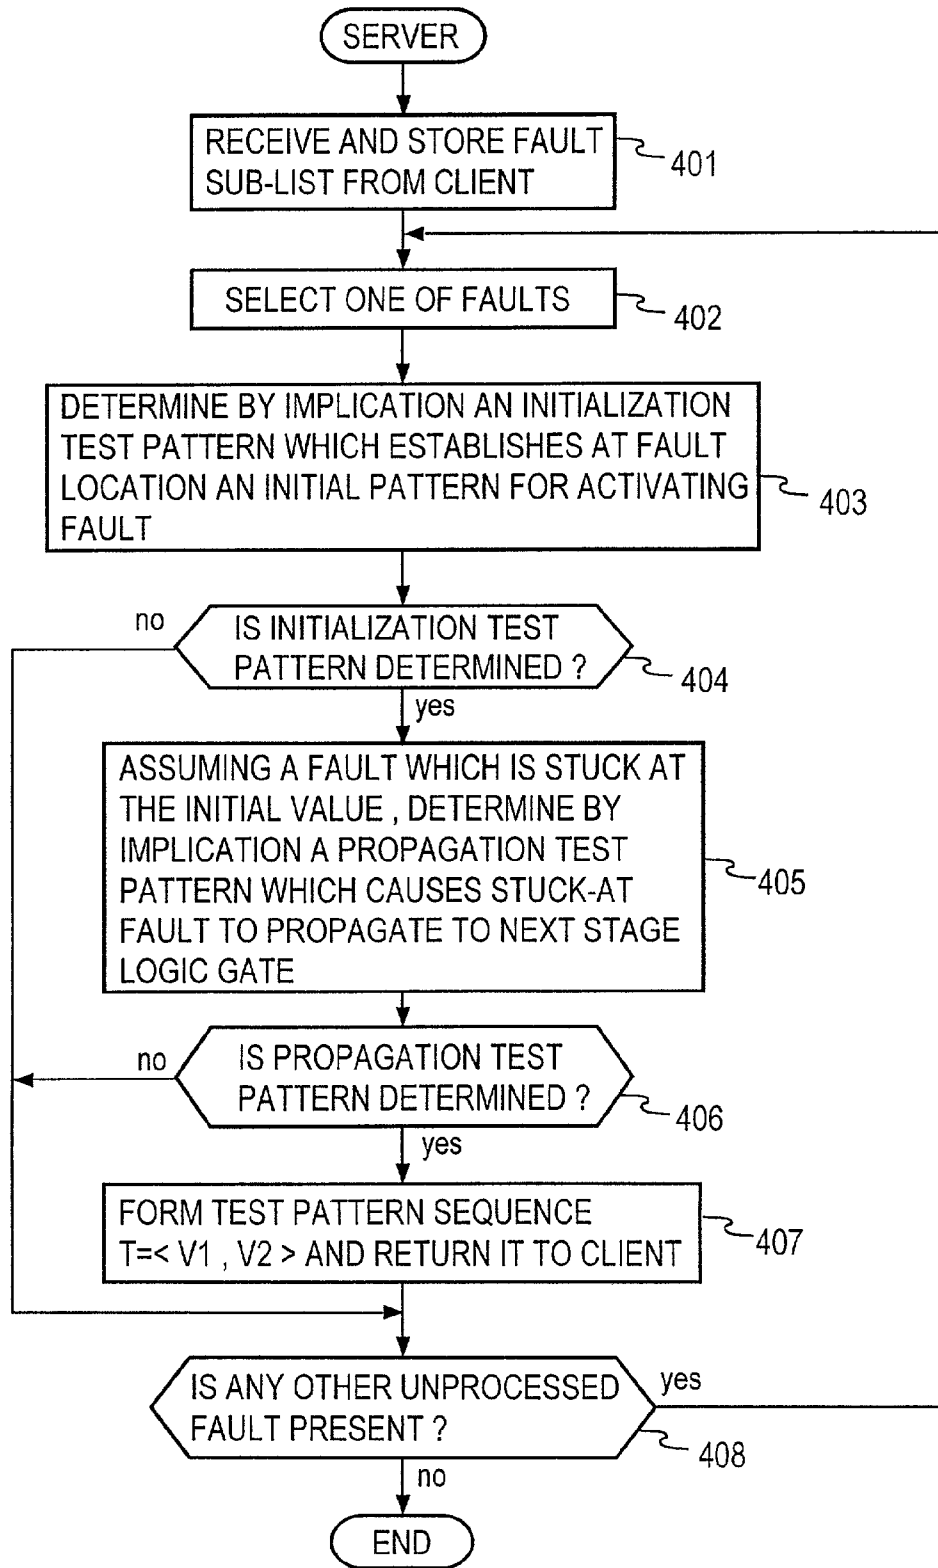 SERVER
RECEIVE AND STORE FAULT
SUB-LIST FROM CLIENT
401
SELECT ONE OF FAULTS
402
DETERMINE BY IMPLICATION AN INITIALIZATION
TEST PATTERN WHICH ESTABLISHES AT FAULT
LOCATION AN INITIAL PATTERN FOR ACTIVATING
FAULT
403
no
IS INITIALIZATION TEST
PATTERN DETERMINED ?
404
yes
ASSUMING A FAULT WHICH IS STUCK AT
THE INITIAL VALUE , DETERMINE BY
IMPLICATION A PROPAGATION TEST
PATTERN WHICH CAUSES STUCK-AT
FAULT TO PROPAGATE TO NEXT STAGE
LOGIC GATE
405
no
IS PROPAGATION TEST
PATTERN DETERMINED ?
406
yes
FORM TEST PATTERN SEQUENCE
T=< V1 , V2 > AND RETURN IT TO CLIENT
407
IS ANY OTHER UNPROCESSED
FAULT PRESENT ?
yes
408
no
END